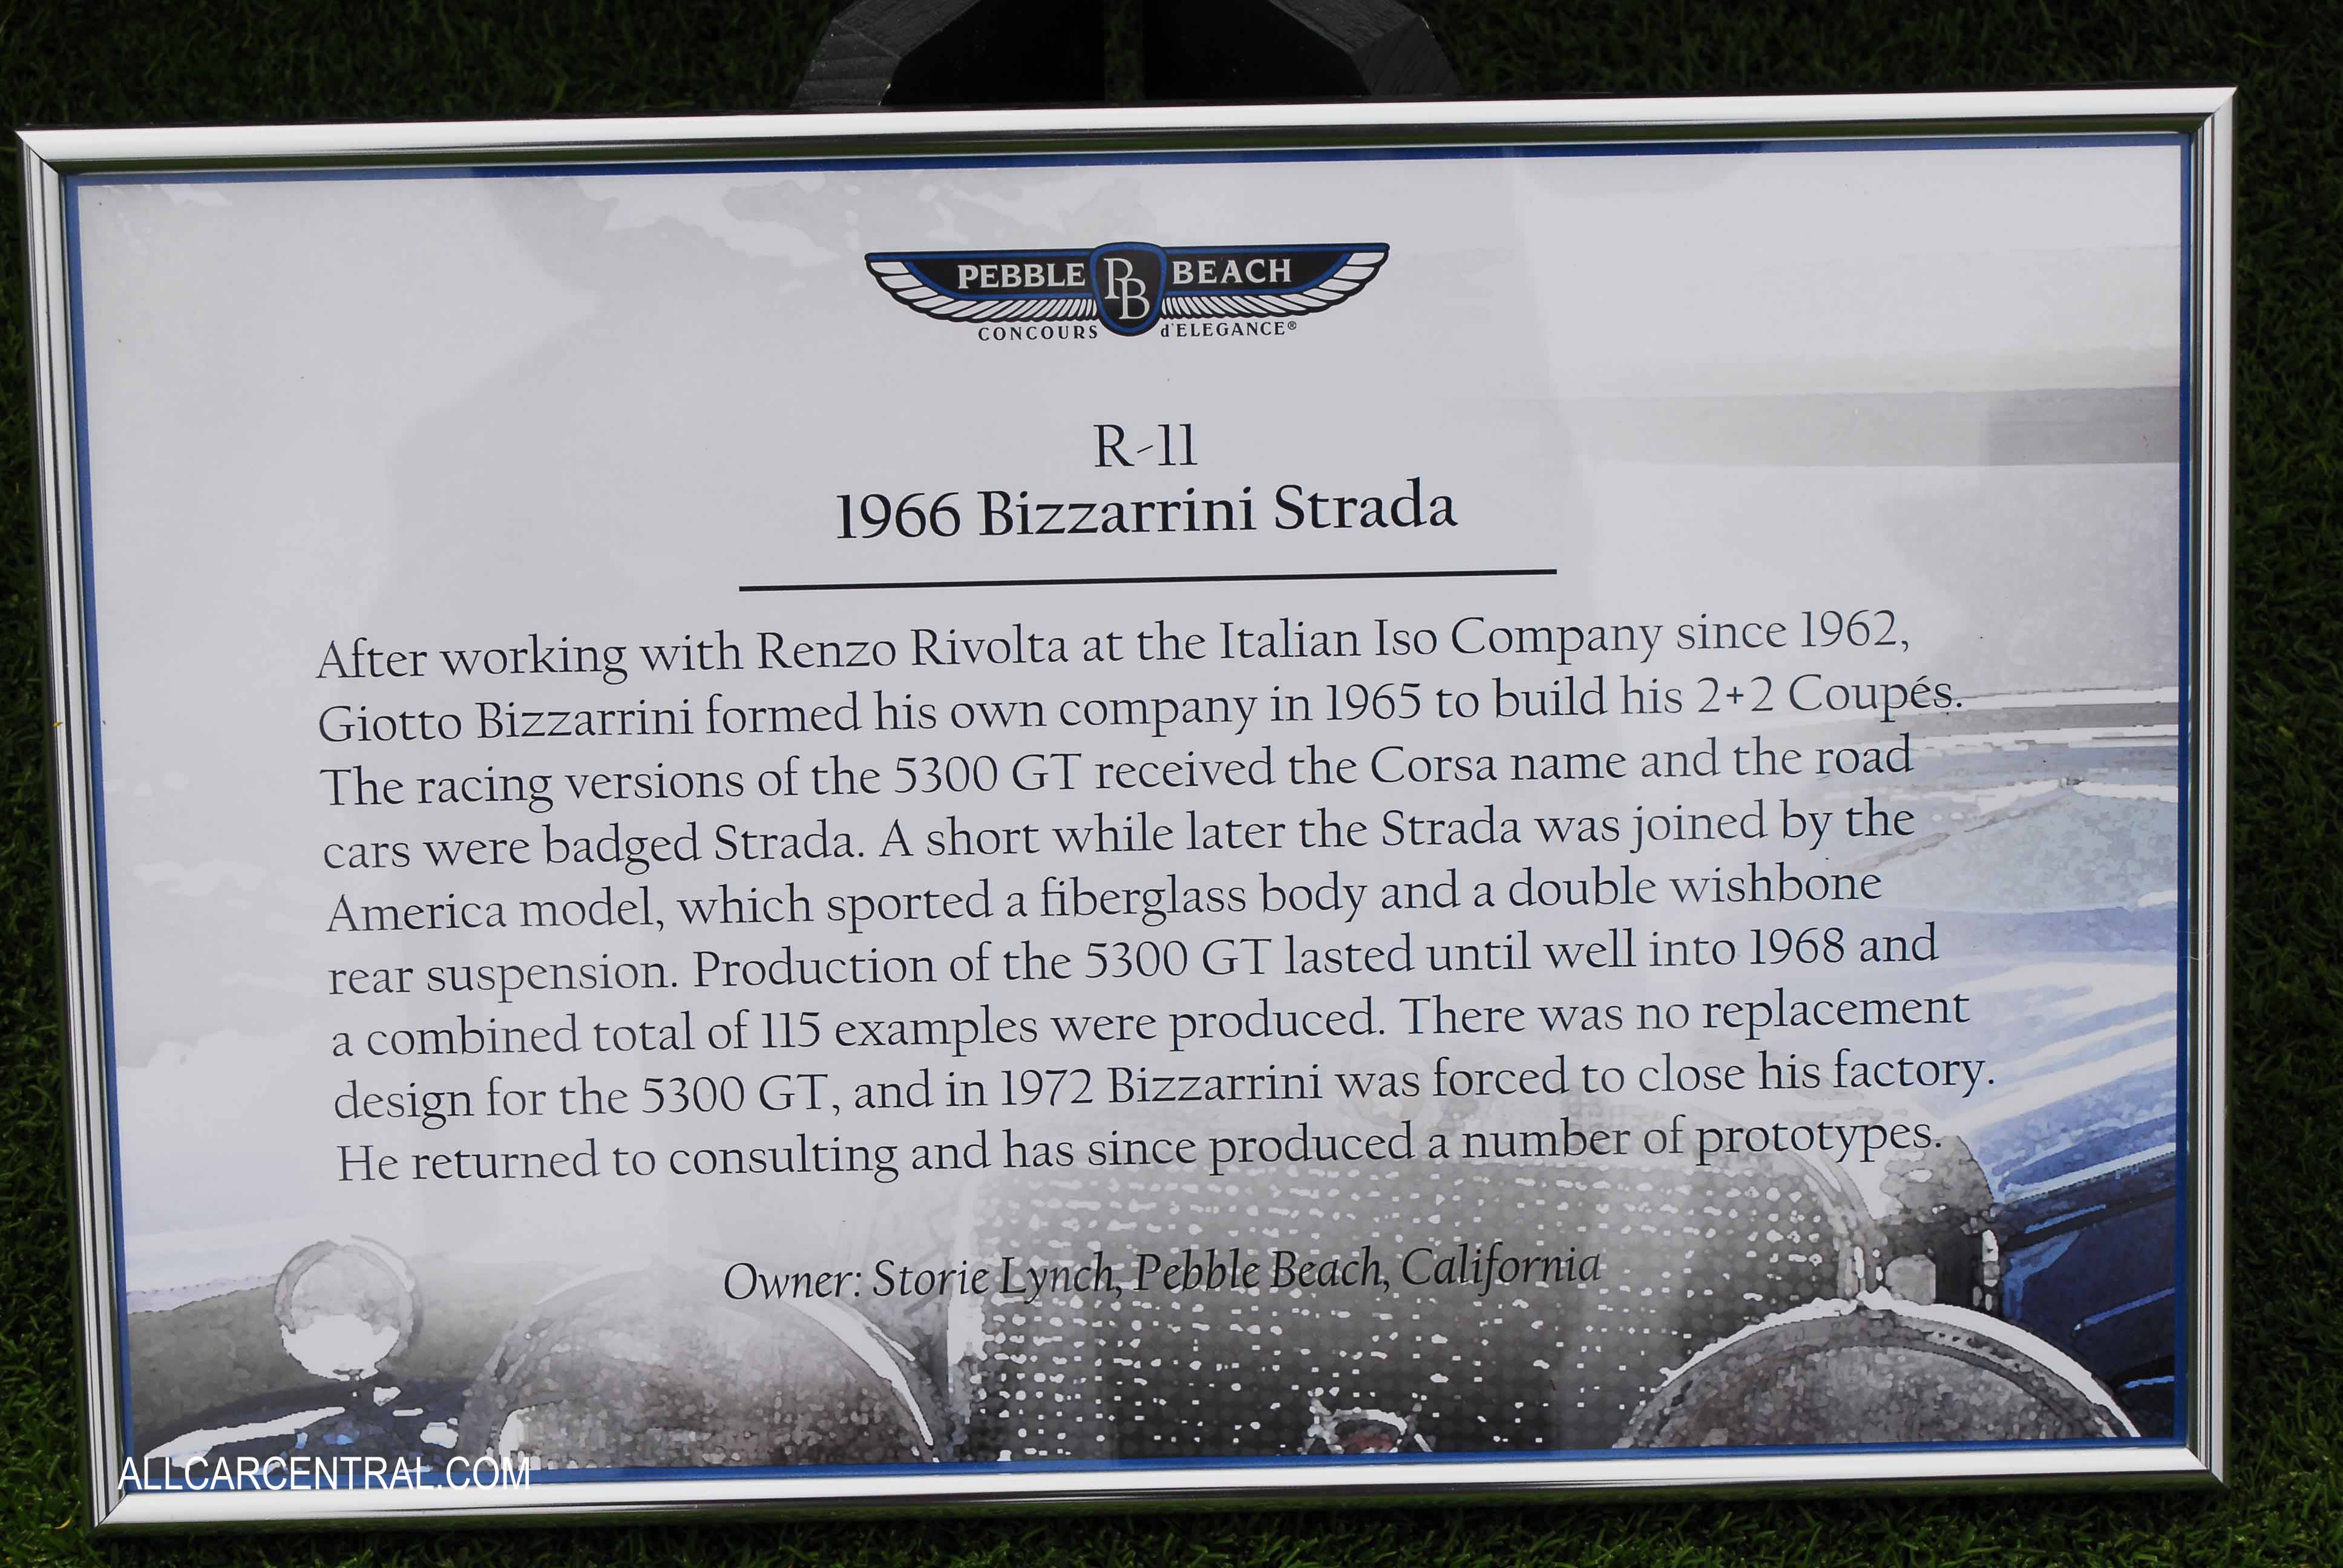 PEBBLE PB BEACH
CONCOURS d'ELEGANCE®
R-11
1966 Bizzarrini Strada
After working with Renzo Rivolta at the Italian Iso Company since 1962,
Giotto Bizzarrini formed his own company in 1965 to build his 2+2 Coupés.
The racing versions of the 5300 GT received the Corsa name and the road
cars were badged Strada. A short while later the Strada was joined by the
America model, which sported a fiberglass body and a double wishbone
rear suspension. Production of the 5300 GT lasted until well into 1968 and
a combined total of 115 examples were produced. There was no replacement
design for the 5300 GT, and in 1972 Bizzarrini was forced to close his factory.
He returned to consulting and has since produced a number of prototypes.
Owner: Storie Lynch, Pebble Beach, California
ALLCARCENTRAL.COM